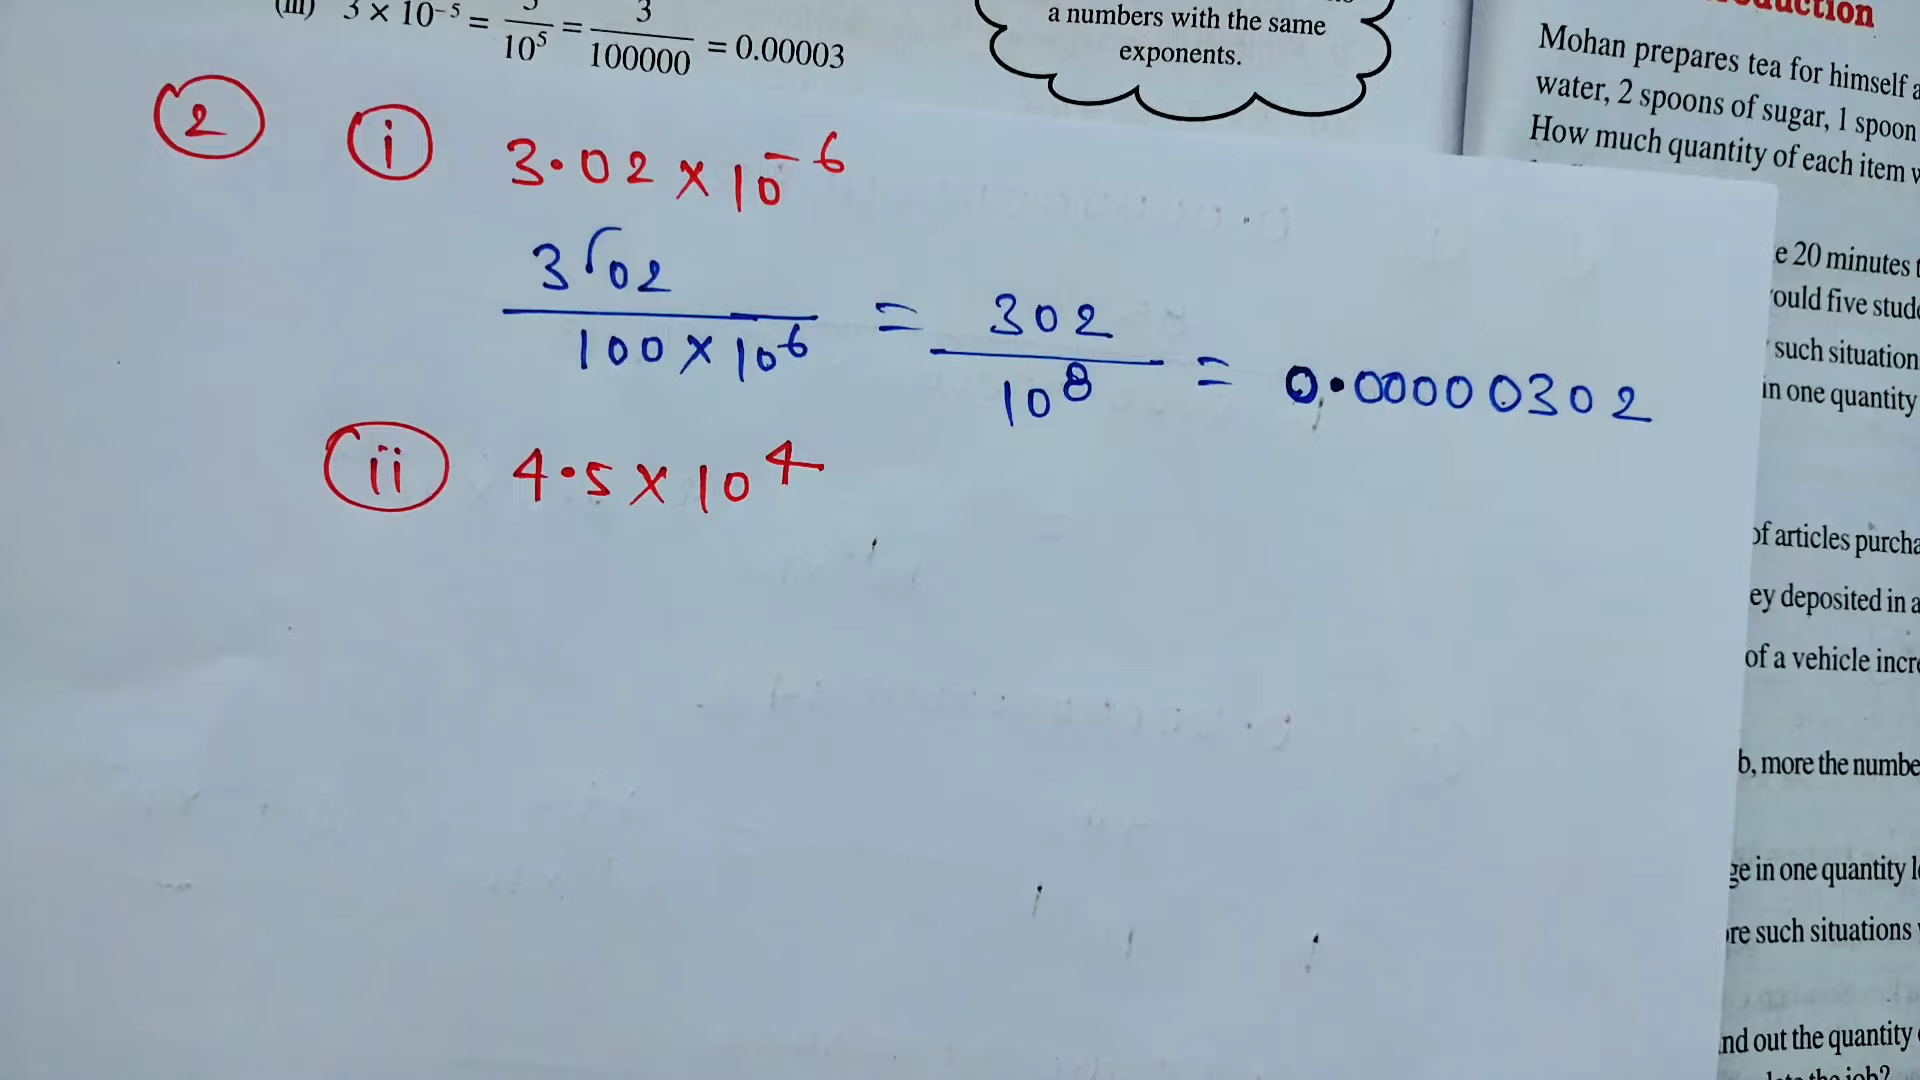 (iii) 3 × 10⁻⁵ = 3/10⁵ = 3/100000 = 0.00003
a numbers with the same
exponents.
2 i 3.02 × 10⁻⁶
302/100 × 10⁶ = 302/10⁸ = 0.00000302
ii 4.5 × 10⁴
Mohan prepares tea for himself
water, 2 spoons of sugar, 1 spoon
How much quantity of each item
e 20 minutes
ould five stud
such situation
in one quantity
of articles purcha
ey deposited in a
of a vehicle incre
b, more the numbe
ge in one quantity
re such situations
nd out the quantity
the job?